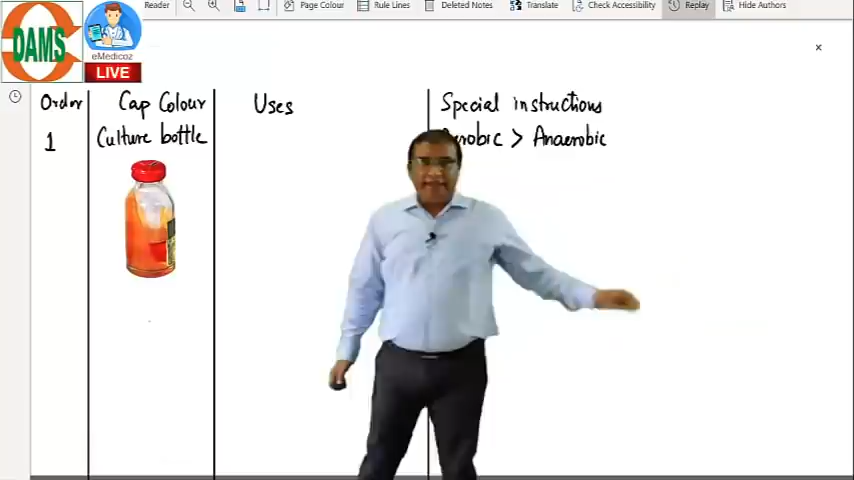 Reader
Page Colour
Rule Lines
Deleted Notes
Translate
Check Accessibility
Replay
Hide Authors
DAMS
eMedicoz
LIVE
Order Cap Colour Uses Special instructions
1 Culture bottle Aerobic > Anaerobic